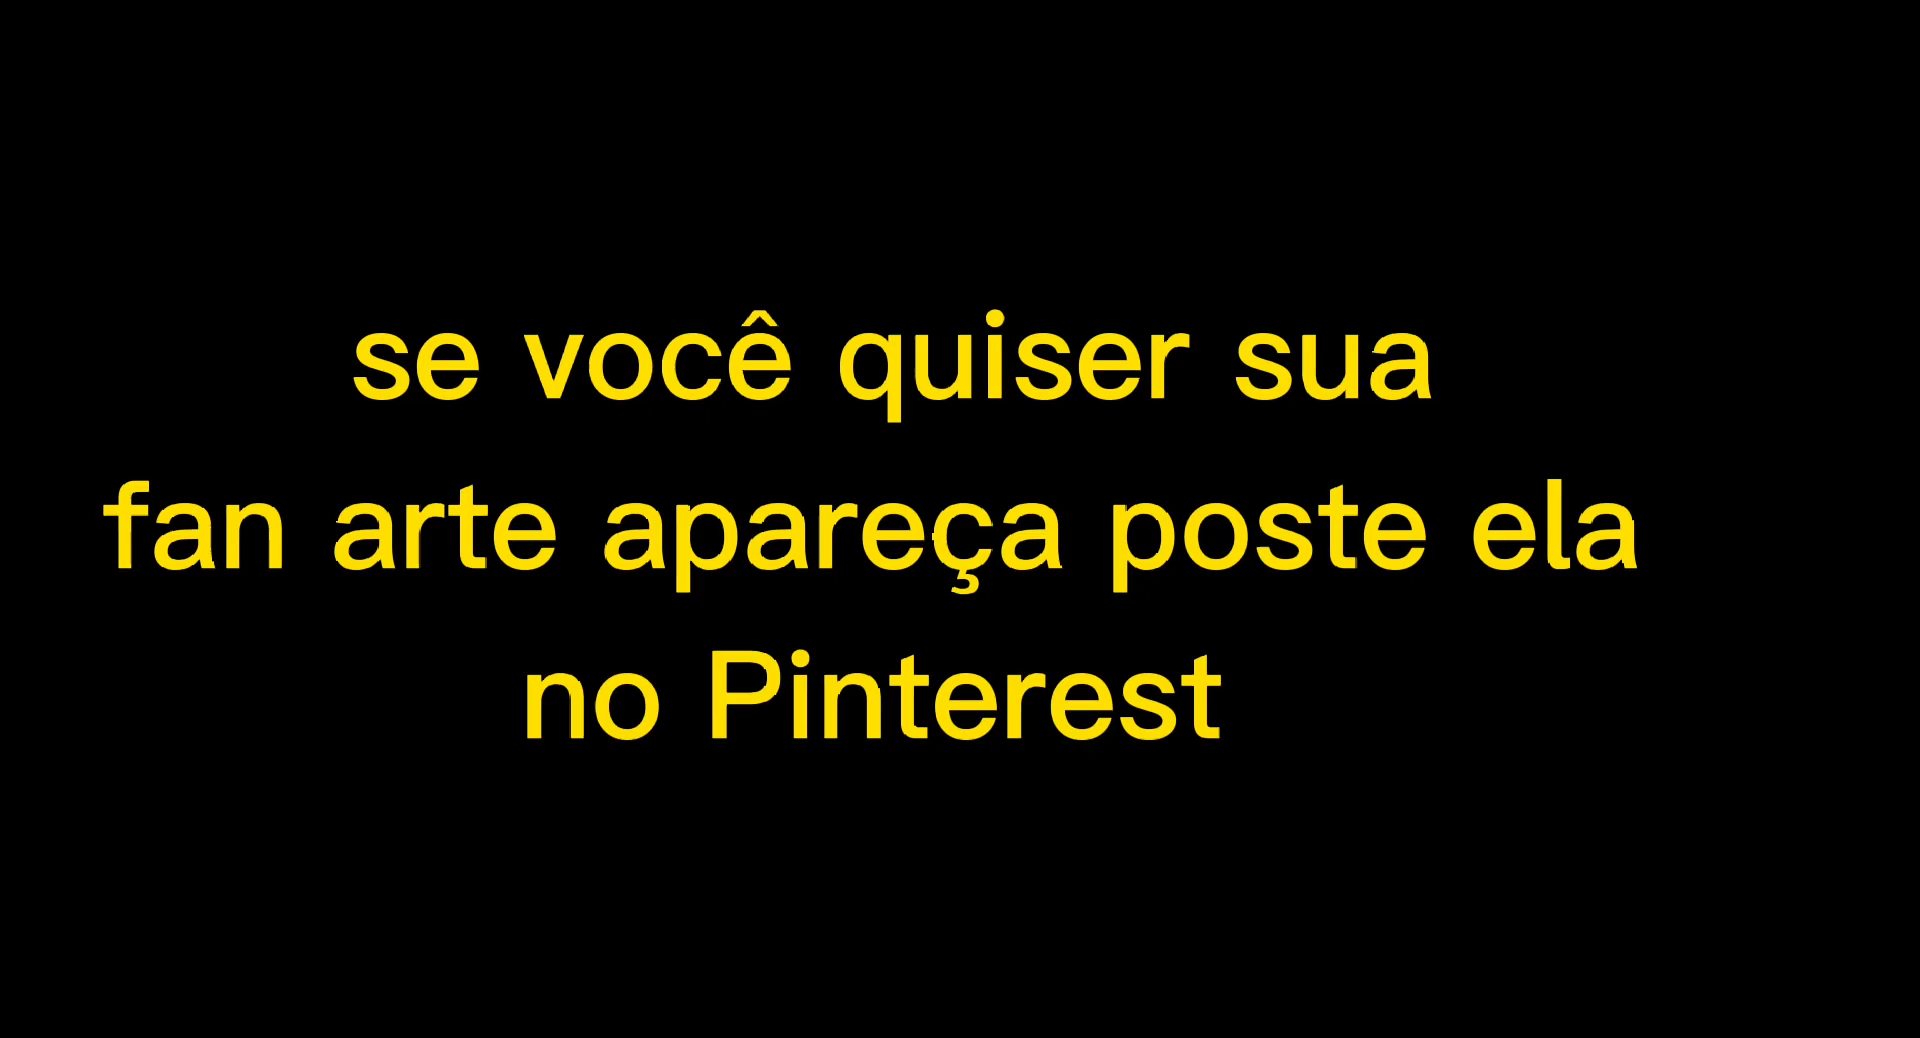 se você quiser sua
fan arte apareça poste ela
no Pinterest